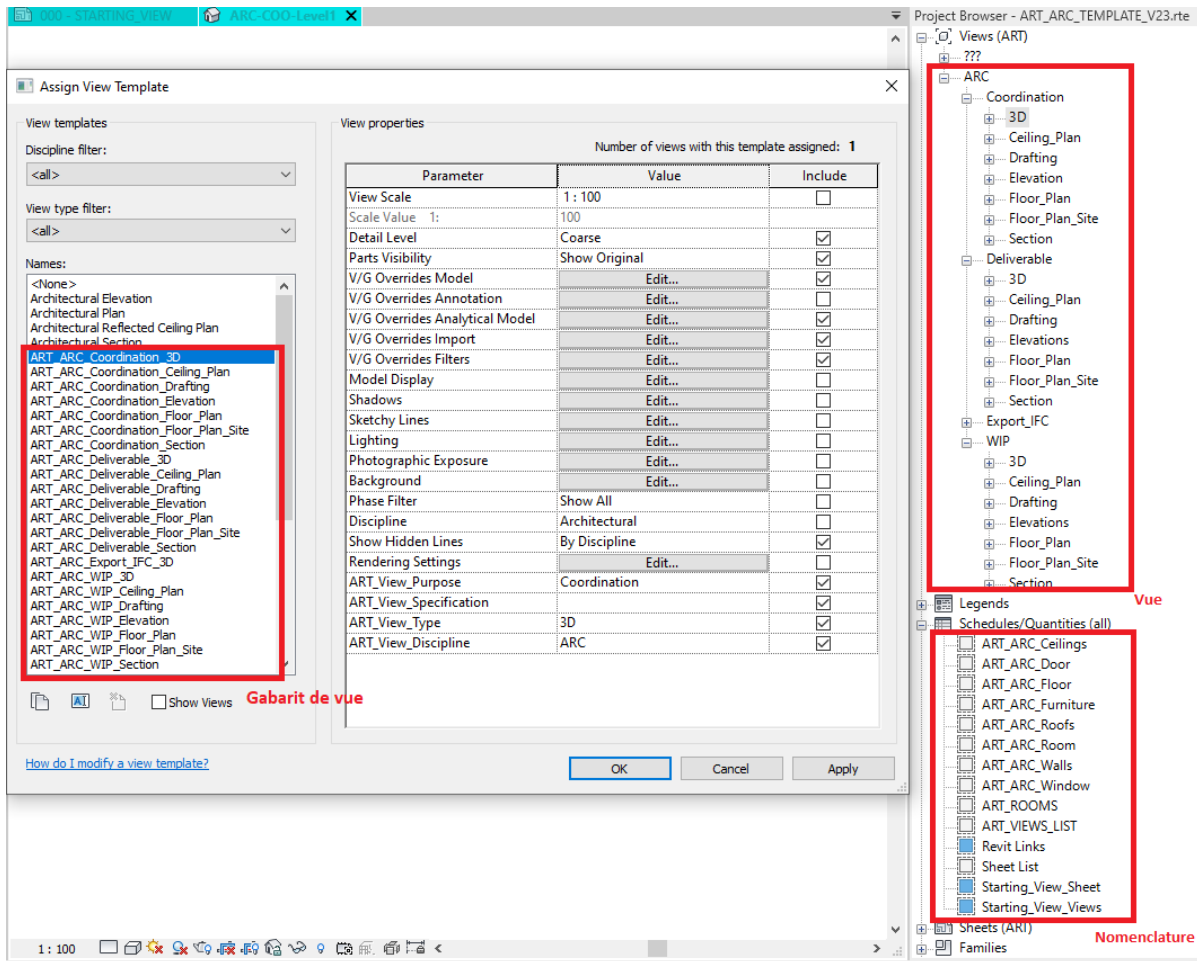 000 - STARTING_VIEW
ARC-COO-Level1
Project Browser - ART_ARC_TEMPLATE_V23.rte
Views (ART)
???
ARC
Coordination
3D
Ceiling_Plan
Drafting
Elevation
Floor_Plan
Floor_Plan_Site
Section
Deliverable
3D
Ceiling_Plan
Drafting
Elevations
Floor_Plan
Floor_Plan_Site
Section
Export_IFC
WIP
3D
Ceiling_Plan
Drafting
Elevations
Floor_Plan
Floor_Plan_Site
Section
Vue
Legends
Schedules/Quantities (all)
ART_ARC_Ceilings
ART_ARC_Door
ART_ARC_Floor
ART_ARC_Furniture
ART_ARC_Roofs
ART_ARC_Room
ART_ARC_Walls
ART_ARC_Window
ART_ROOMS
ART_VIEWS_LIST
Revit Links
Sheet List
Starting_View_Sheet
Starting_View_Views
Sheets (ART)
Nomenclature
Families
Assign View Template
View templates
Discipline filter:
<all>
View type filter:
<all>
Names:
<None>
Architectural Elevation
Architectural Plan
Architectural Reflected Ceiling Plan
Architectural Section
ART_ARC_Coordination_3D
ART_ARC_Coordination_Ceiling_Plan
ART_ARC_Coordination_Drafting
ART_ARC_Coordination_Elevation
ART_ARC_Coordination_Floor_Plan
ART_ARC_Coordination_Floor_Plan_Site
ART_ARC_Coordination_Section
ART_ARC_Deliverable_3D
ART_ARC_Deliverable_Ceiling_Plan
ART_ARC_Deliverable_Drafting
ART_ARC_Deliverable_Elevation
ART_ARC_Deliverable_Floor_Plan
ART_ARC_Deliverable_Floor_Plan_Site
ART_ARC_Deliverable_Section
ART_ARC_Export_IFC_3D
ART_ARC_WIP_3D
ART_ARC_WIP_Ceiling_Plan
ART_ARC_WIP_Drafting
ART_ARC_WIP_Elevation
ART_ARC_WIP_Floor_Plan
ART_ARC_WIP_Floor_Plan_Site
ART_ARC_WIP_Section
Show Views
Gabarit de vue
How do I modify a view template?
View properties
Number of views with this template assigned: 1
Parameter Value Include
View Scale 1 : 100
Scale Value 1: 100
Detail Level Coarse
Parts Visibility Show Original
V/G Overrides Model Edit...
V/G Overrides Annotation Edit...
V/G Overrides Analytical Model Edit...
V/G Overrides Import Edit...
V/G Overrides Filters Edit...
Model Display Edit...
Shadows Edit...
Sketchy Lines Edit...
Lighting Edit...
Photographic Exposure Edit...
Background Edit...
Phase Filter Show All
Discipline Architectural
Show Hidden Lines By Discipline
Rendering Settings Edit...
ART_View_Purpose Coordination
ART_View_Specification
ART_View_Type 3D
ART_View_Discipline ARC
OK Cancel Apply
1 : 100